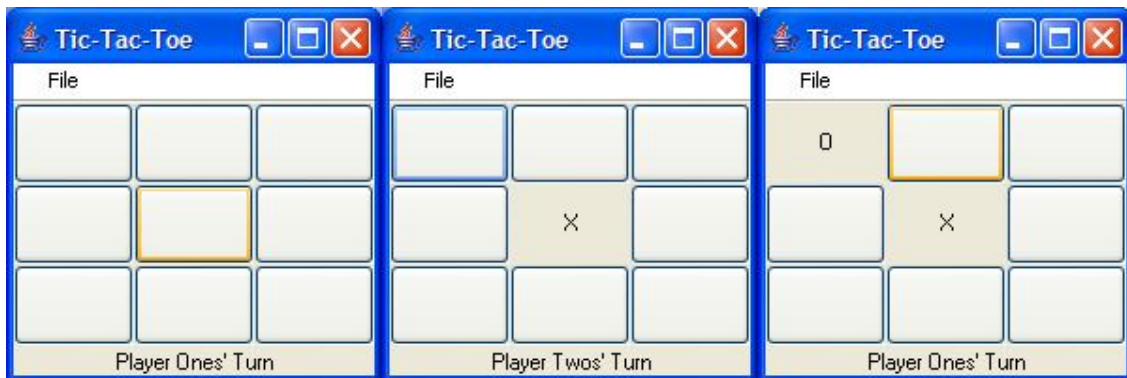 Tic-Tac-Toe
File
Player Ones' Turn
Tic-Tac-Toe
File
X
Player Twos' Turn
Tic-Tac-Toe
File
O
X
Player Ones' Turn